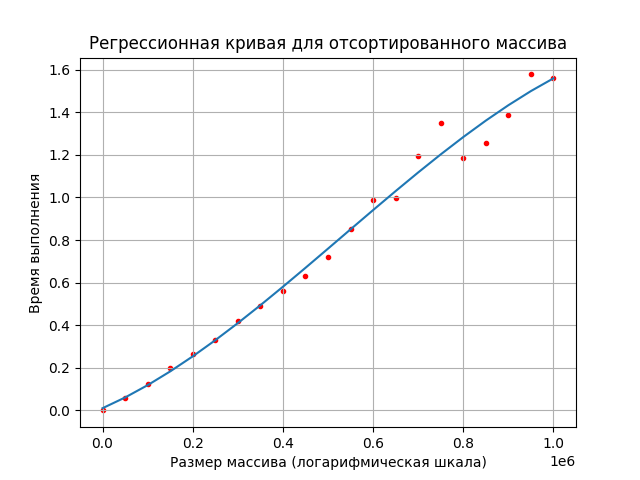 Регрессионная кривая для отсортированного массива
1.6
1.4
1.2
1.0
0.8
0.6
0.4
0.2
0.0
Время выполнения
0.0 0.2 0.4 0.6 0.8 1.0
1e6
Размер массива (логарифмическая шкала)